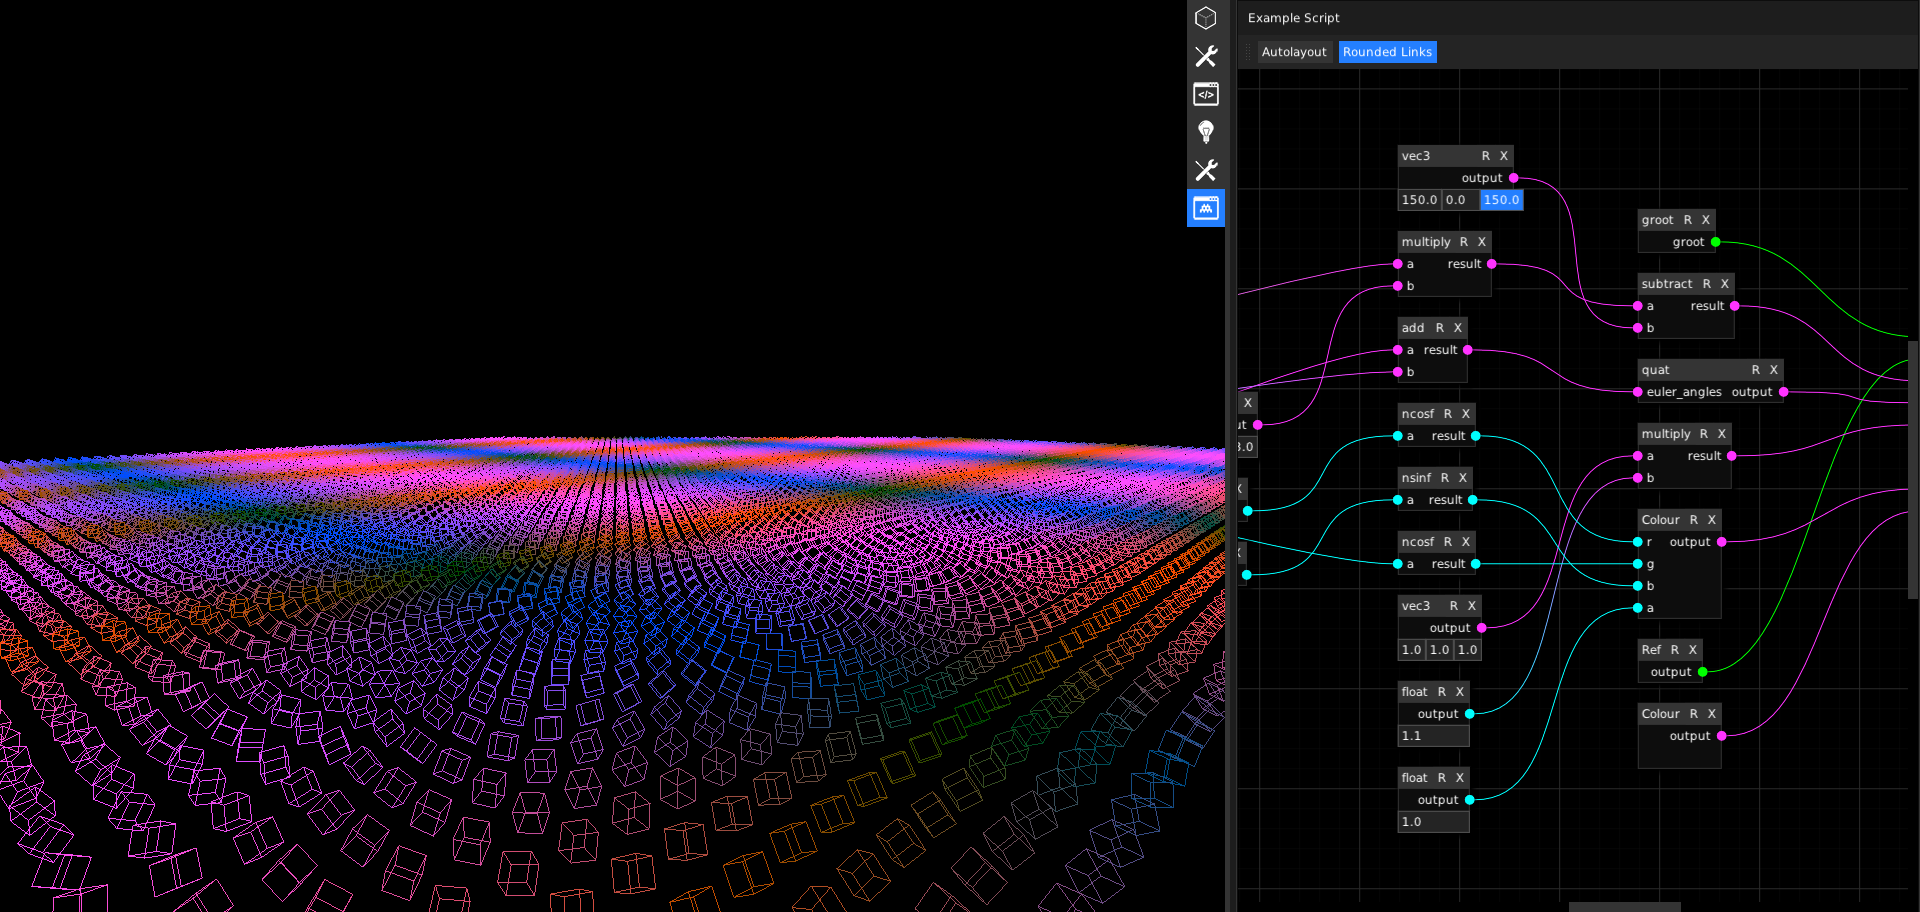 Example Script
Autolayout Rounded Links
</>
vec3 R X
output
150.0 0.0 150.0
multiply R X
a result
b
add R X
a result
b
X
ut
3.0
X
X
ncosf R X
a result
nsinf R X
a result
ncosf R X
a result
vec3 R X
output
1.0 1.0 1.0
float R X
output
1.1
float R X
output
1.0
groot R X
groot
subtract R X
a result
b
quat R X
euler_angles output
multiply R X
a result
b
Colour R X
r output
g
b
a
Ref R X
output
Colour R X
output